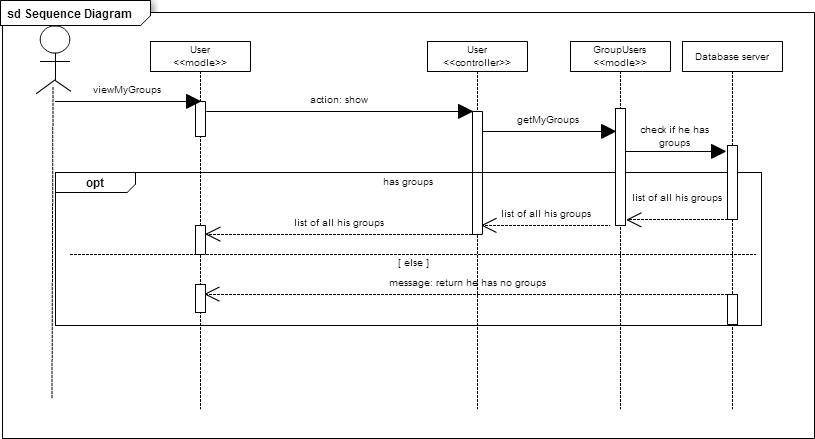 sd Sequence Diagram
User
<<modle>>
User
<<controller>>
GroupUsers
<<modle>>
Database server
viewMyGroups
action: show
getMyGroups
check if he has
groups
opt
has groups
list of all his groups
list of all his groups
list of all his groups
[ else ]
message: return he has no groups